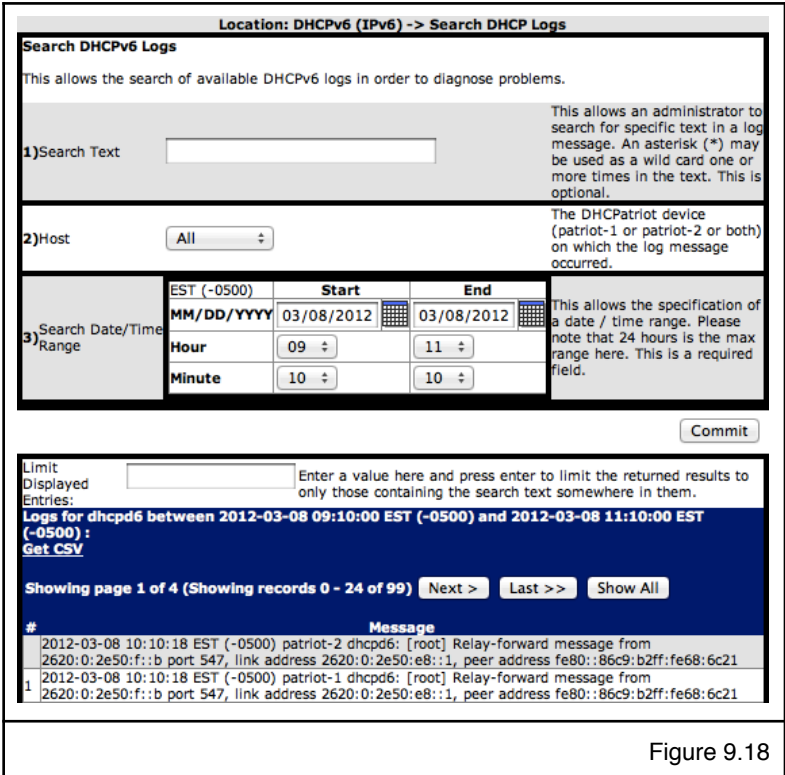 Location: DHCPv6 (IPv6) -> Search DHCP Logs
Search DHCPv6 Logs
This allows the search of available DHCPv6 logs in order to diagnose problems.
1)Search Text
This allows an administrator to
search for specific text in a log
message. An asterisk (*) may
be used as a wild card one or
more times in the text. This is
optional.
2)Host
All
The DHCPatriot device
(patriot-1 or patriot-2 or both)
on which the log message
occurred.
3)Search Date/Time
Range
EST (-0500) Start End
MM/DD/YYYY 03/08/2012 03/08/2012
Hour 09 11
Minute 10 10
This allows the specification of
a date / time range. Please
note that 24 hours is the max
range here. This is a required
field.
Commit
Limit
Displayed
Entries:
Enter a value here and press enter to limit the returned results to
only those containing the search text somewhere in them.
Logs for dhcpd6 between 2012-03-08 09:10:00 EST (-0500) and 2012-03-08 11:10:00 EST
(-0500) :
Get CSV
Showing page 1 of 4 (Showing records 0 - 24 of 99) Next > Last >> Show All
# Message
2012-03-08 10:10:18 EST (-0500) patriot-2 dhcpd6: [root] Relay-forward message from
2620:0:2e50:f::b port 547, link address 2620:0:2e50:e8::1, peer address fe80::86c9:b2ff:fe68:6c21
1 2012-03-08 10:10:18 EST (-0500) patriot-1 dhcpd6: [root] Relay-forward message from
2620:0:2e50:f::b port 547, link address 2620:0:2e50:e8::1, peer address fe80::86c9:b2ff:fe68:6c21
Figure 9.18